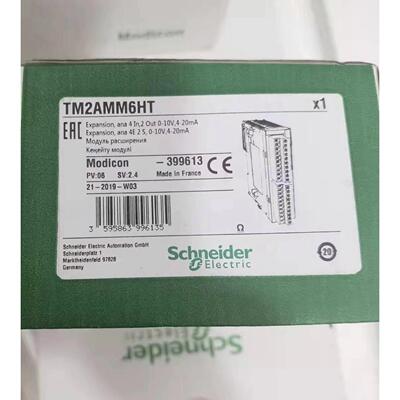 TM2AMM6HT
x1
EAC
Expansion, ana 4 In,2 Out 0-10V,4-20mA
Expansion, ana 4E 2 S, 0-10V,4-20mA
Модуль расширения
Кеңейту модулі
Modicon
-399613
CE
PV:06 SV:2.4 Made in France
21-2019-W03
3 595863 996135
Schneider Electric Automation GmbH
Schneiderplatz 1
Marktheidenfeld 97828
Germany
Ω
Schneider
Electric
20
Schneider
Electric